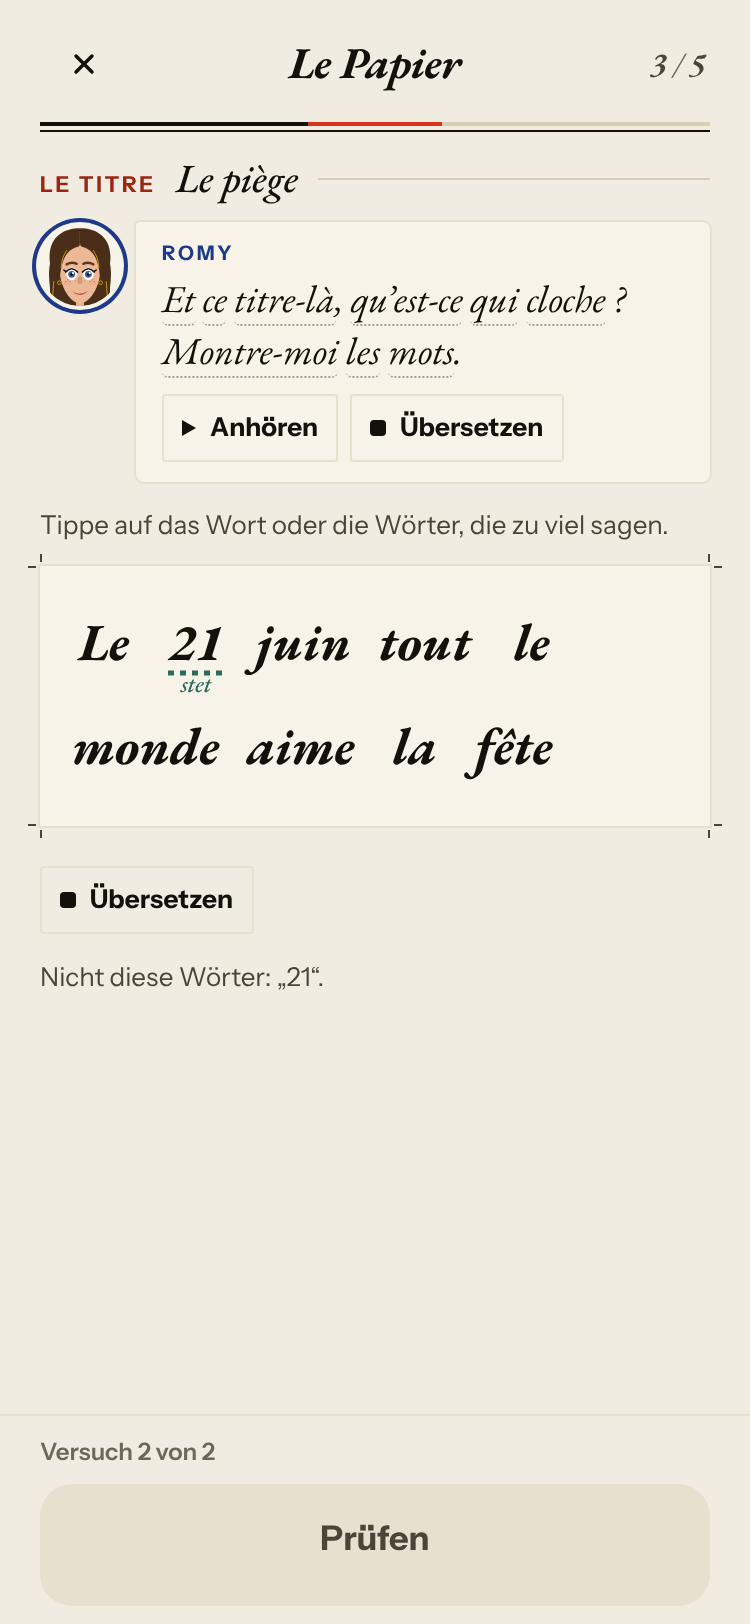 Le Papier
3 / 5
LE TITRE Le piège
ROMY
Et ce titre-là, qu’est-ce qui cloche ?
Montre-moi les mots.
Anhören Übersetzen
Tippe auf das Wort oder die Wörter, die zu viel sagen.
Le 21 juin tout le
stet
monde aime la fête
Übersetzen
Nicht diese Wörter: „21“.
Versuch 2 von 2
Prüfen